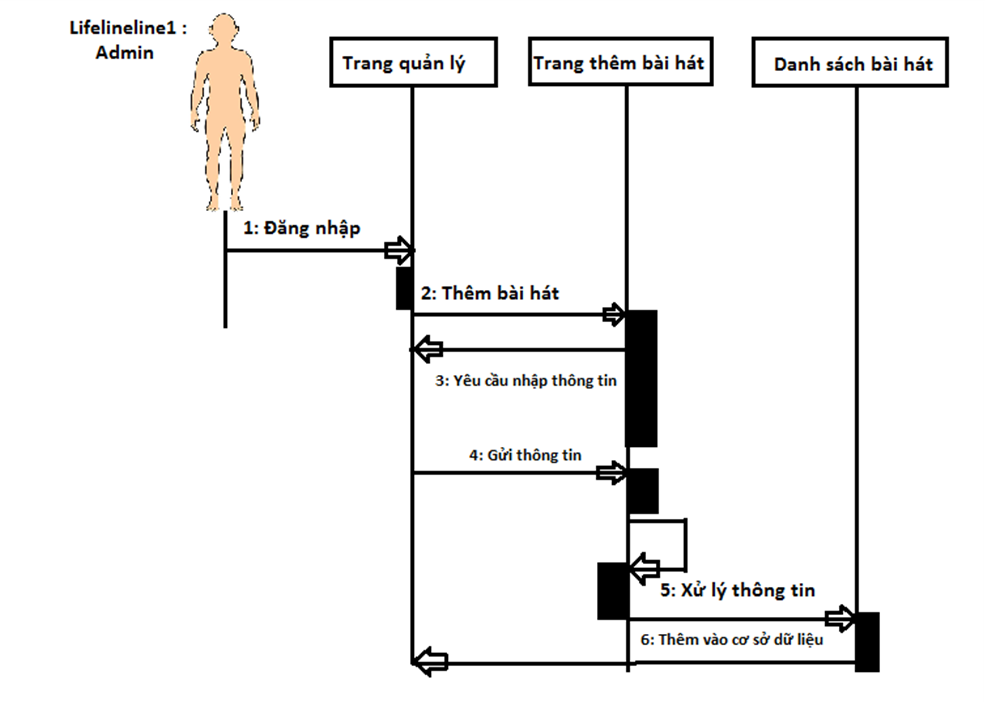 Lifelineline1 :
Admin
Trang quản lý
Trang thêm bài hát
Danh sách bài hát
1: Đăng nhập
2: Thêm bài hát
3: Yêu cầu nhập thông tin
4: Gửi thông tin
5: Xử lý thông tin
6: Thêm vào cơ sở dữ liệu